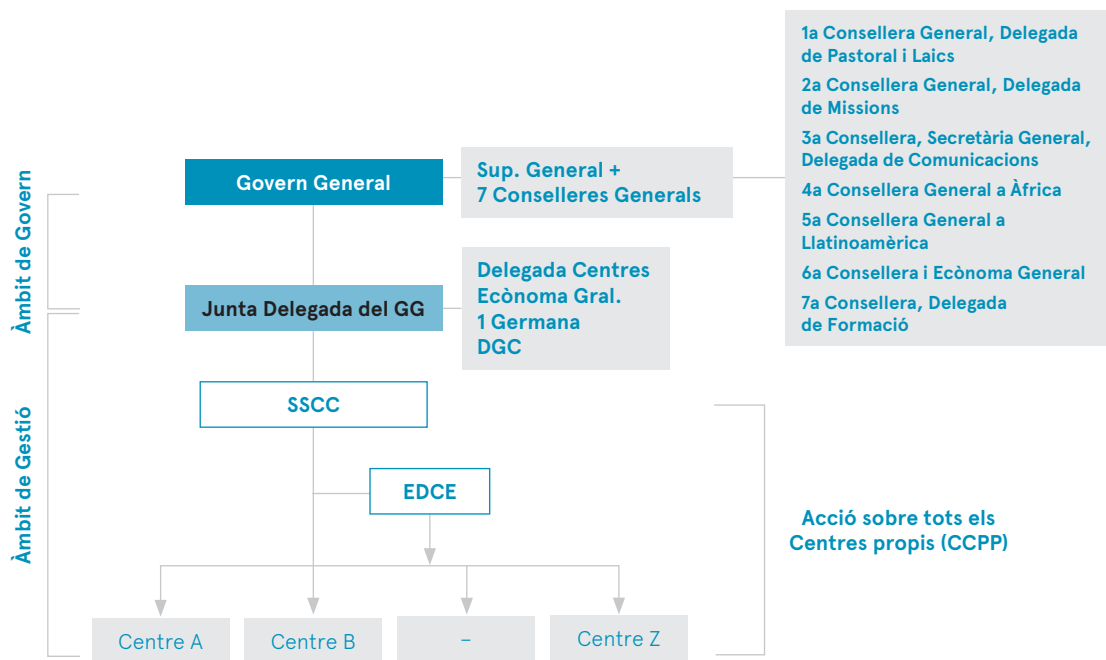 1a Consellera General, Delegada
de Pastoral i Laics
2a Consellera General, Delegada
de Missions
3a Consellera, Secretària General,
Delegada de Comunicacions
4a Consellera General a Àfrica
5a Consellera General a
Llatinoamèrica
6a Consellera i Ecònoma General
7a Consellera, Delegada
de Formació
Govern General
Sup. General +
7 Conselleres Generals
Àmbit de Govern
Junta Delegada del GG
Delegada Centres
Ecònoma Gral.
1 Germana
DGC
Àmbit de Gestió
SSCC
EDCE
Acció sobre tots els
Centres propis (CCPP)
Centre A
Centre B
–
Centre Z